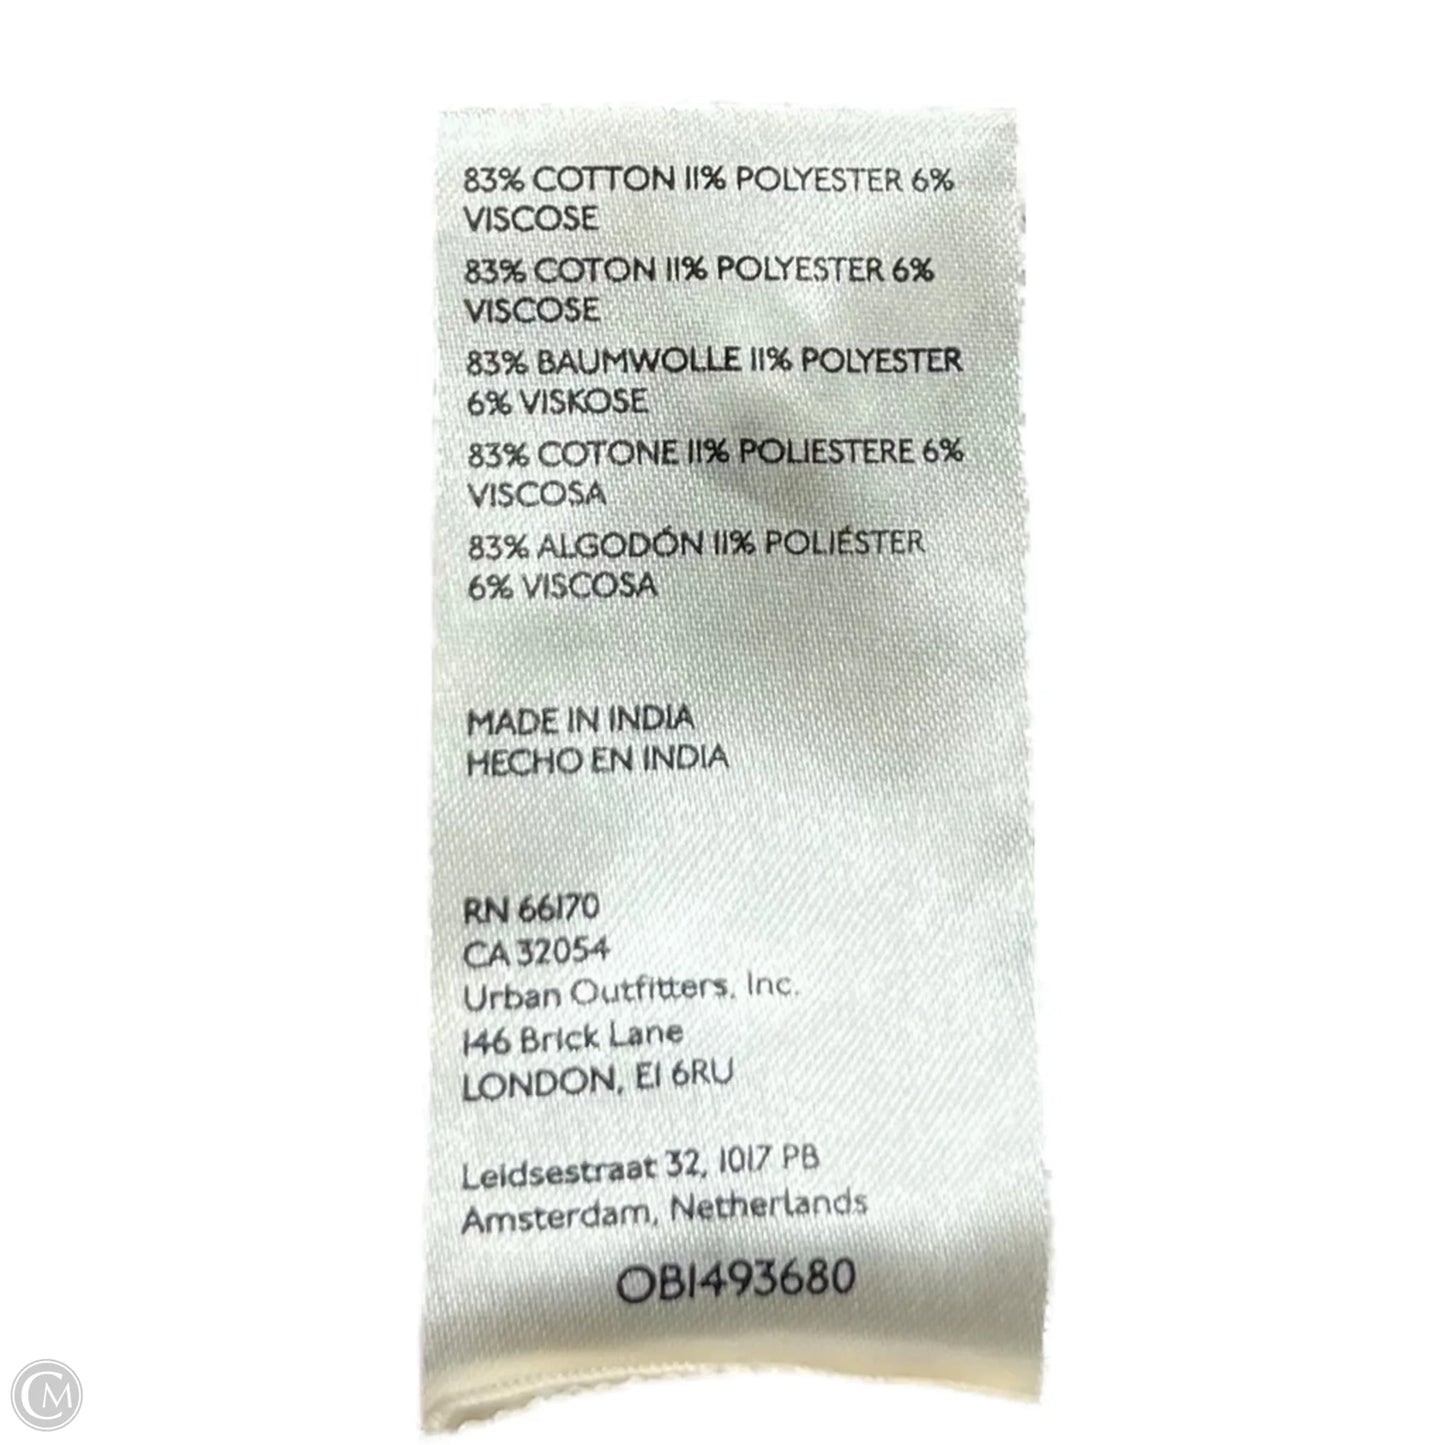 83% COTTON 11% POLYESTER 6%
VISCOSE
83% COTON 11% POLYESTER 6%
VISCOSE
83% BAUMWOLLE 11% POLYESTER
6% VISKOSE
83% COTONE 11% POLIESTERE 6%
VISCOSA
83% ALGODÓN 11% POLIÉSTER
6% VISCOSA
MADE IN INDIA
HECHO EN INDIA
RN 66170
CA 32054
Urban Outfitters, Inc.
146 Brick Lane
LONDON, E1 6RU
Leidsestraat 32, 1017 PB
Amsterdam, Netherlands
OB1493680
CM